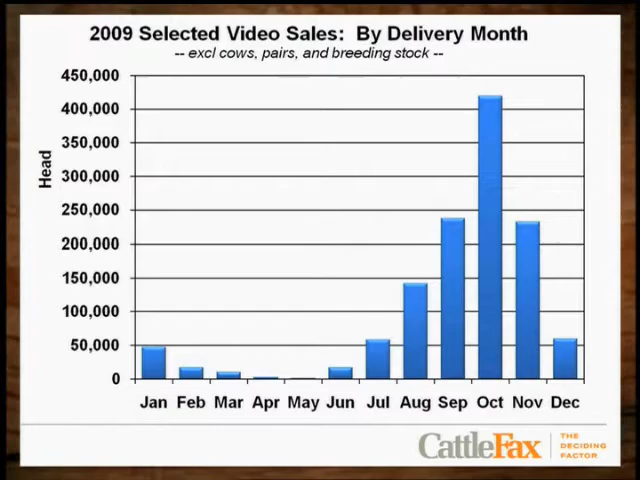 2009 Selected Video Sales: By Delivery Month
-- excl cows, pairs, and breeding stock --
Head
450,000
400,000
350,000
300,000
250,000
200,000
150,000
100,000
50,000
0
Jan Feb Mar Apr May Jun Jul Aug Sep Oct Nov Dec
CattleFax
THE
DECIDING
FACTOR